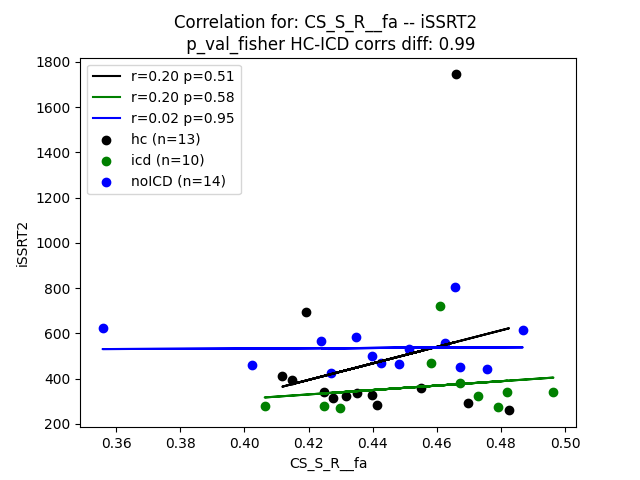 Correlation for: CS_S_R__fa -- iSSRT2
p_val_fisher HC-ICD corrs diff: 0.99
r=0.20 p=0.51
r=0.20 p=0.58
r=0.02 p=0.95
hc (n=13)
icd (n=10)
noICD (n=14)
1800
1600
1400
1200
1000
800
600
400
200
iSSRT2
0.36 0.38 0.40 0.42 0.44 0.46 0.48 0.50
CS_S_R__fa